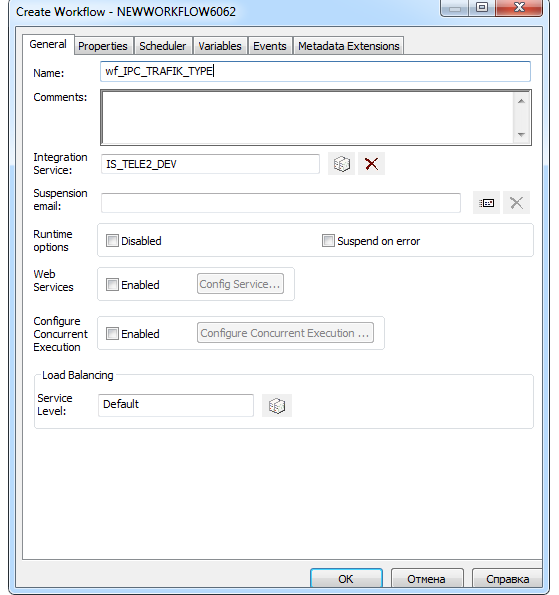 Create Workflow - NEWWORKFLOW6062
General Properties Scheduler Variables Events Metadata Extensions
Name: wf_IPC_TRAFIK_TYPE
Comments:
Integration
Service: IS_TELE2_DEV
Suspension
email:
Runtime
options Disabled Suspend on error
Web
Services Enabled Config Service...
Configure
Concurrent
Execution Enabled Configure Concurrent Execution ...
Load Balancing
Service
Level: Default
OK Отмена Справка